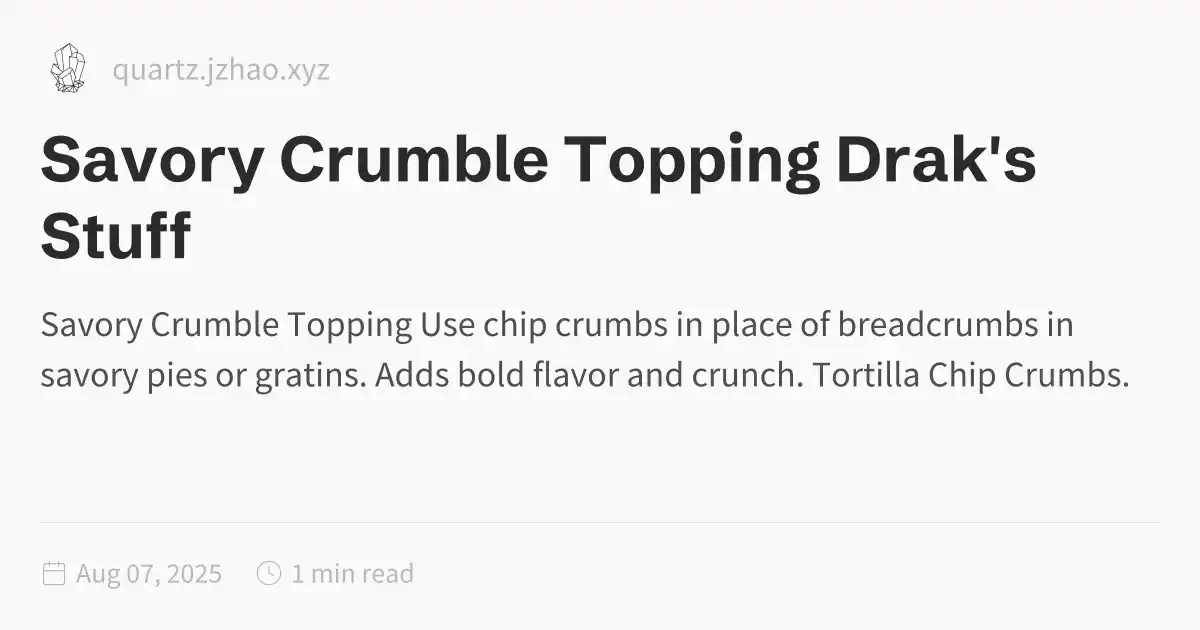 quartz.jzhao.xyz
Savory Crumble Topping Drak's
Stuff
Savory Crumble Topping Use chip crumbs in place of breadcrumbs in
savory pies or gratins. Adds bold flavor and crunch. Tortilla Chip Crumbs.
Aug 07, 2025 1 min read